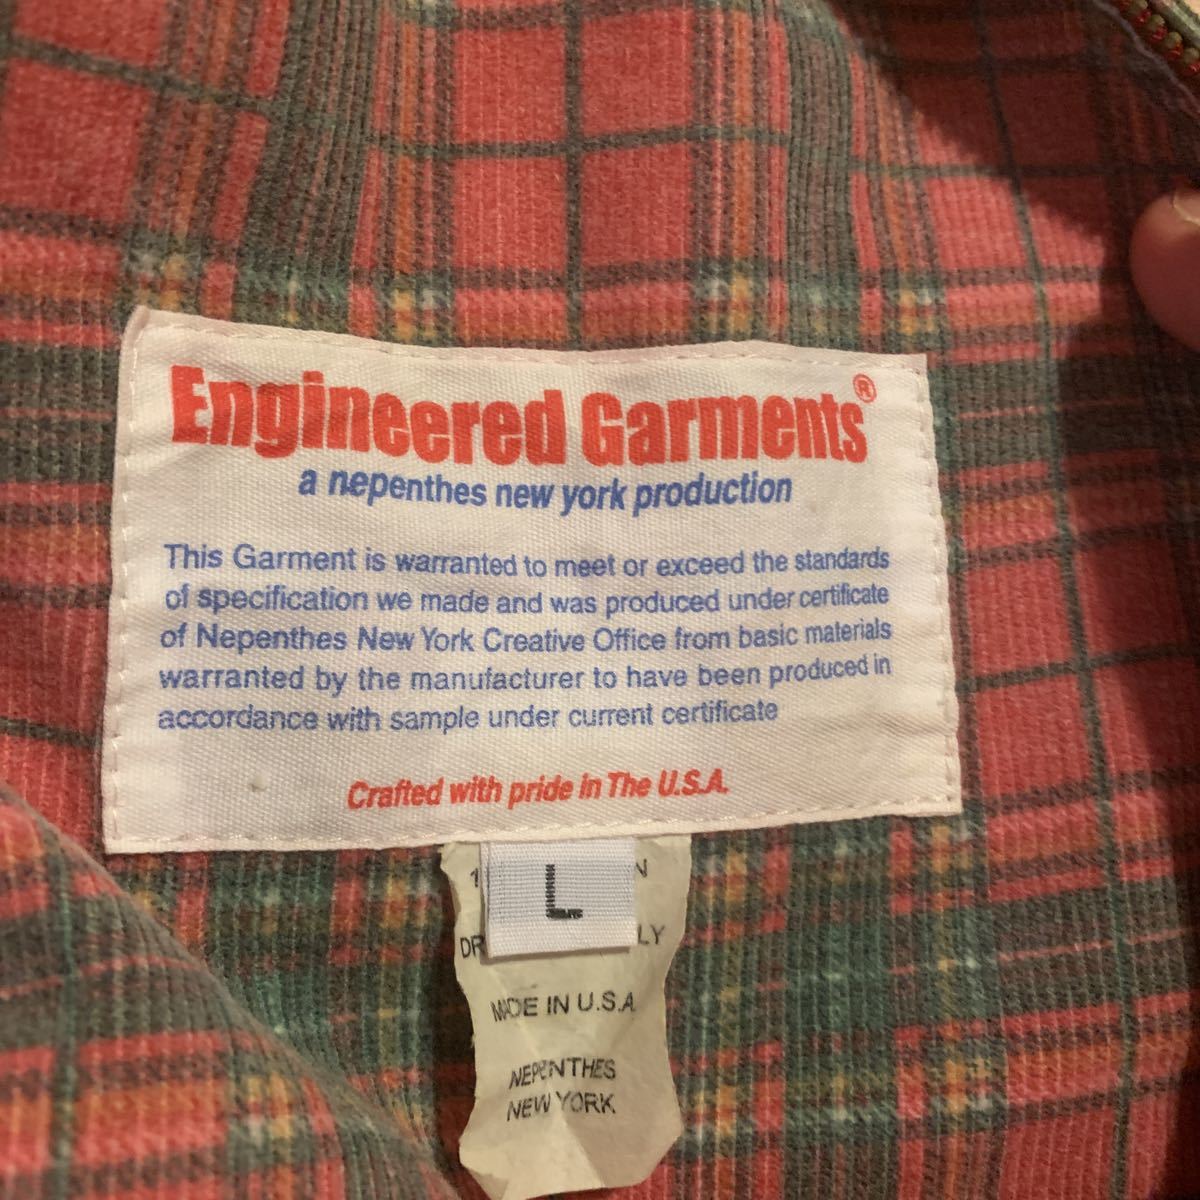 Engineered Garments®
a nepenthes new york production
This Garment is warranted to meet or exceed the standards
of specification we made and was produced under certificate
of Nepenthes New York Creative Office from basic materials
warranted by the manufacturer to have been produced in
accordance with sample under current certificate
Crafted with pride in The U.S.A.
L
MADE IN U.S.A
NEPENTHES
NEW YORK